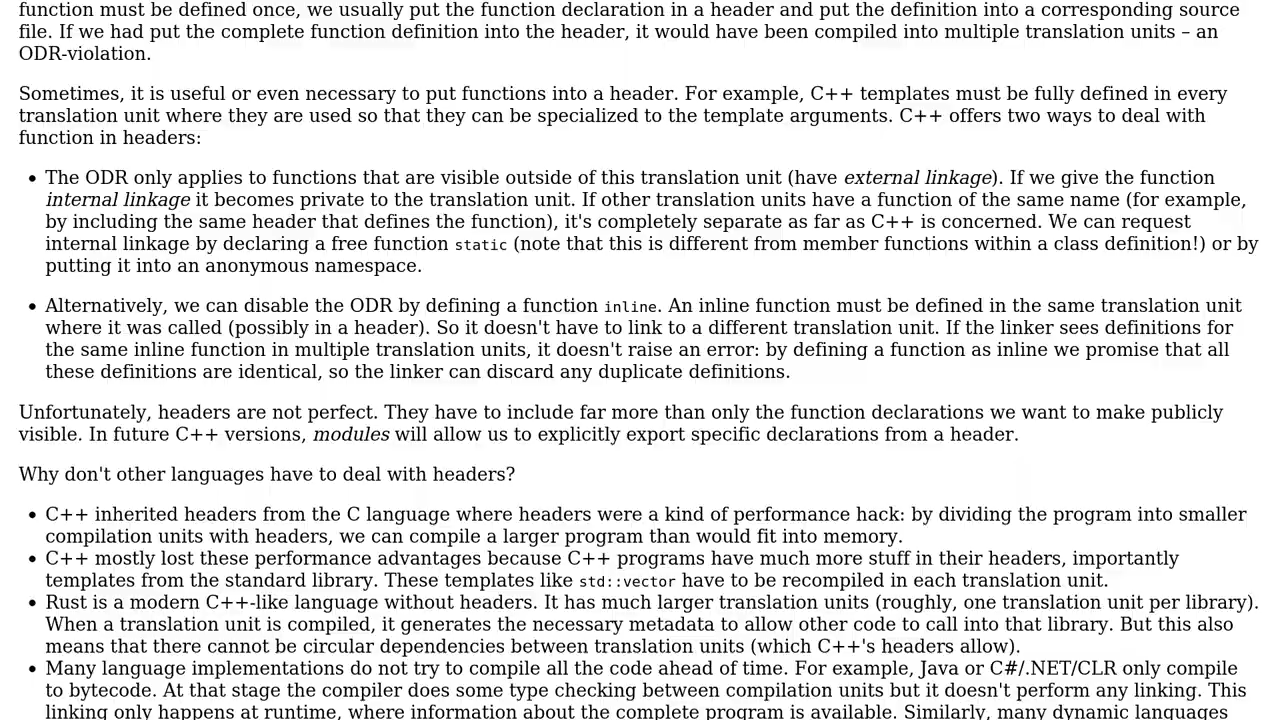 function must be defined once, we usually put the function declaration in a header and put the definition into a corresponding source
file. If we had put the complete function definition into the header, it would have been compiled into multiple translation units – an
ODR-violation.
Sometimes, it is useful or even necessary to put functions into a header. For example, C++ templates must be fully defined in every
translation unit where they are used so that they can be specialized to the template arguments. C++ offers two ways to deal with
function in headers:
• The ODR only applies to functions that are visible outside of this translation unit (have external linkage). If we give the function
internal linkage it becomes private to the translation unit. If other translation units have a function of the same name (for example,
by including the same header that defines the function), it's completely separate as far as C++ is concerned. We can request
internal linkage by declaring a free function static (note that this is different from member functions within a class definition!) or by
putting it into an anonymous namespace.
• Alternatively, we can disable the ODR by defining a function inline. An inline function must be defined in the same translation unit
where it was called (possibly in a header). So it doesn't have to link to a different translation unit. If the linker sees definitions for
the same inline function in multiple translation units, it doesn't raise an error: by defining a function as inline we promise that all
these definitions are identical, so the linker can discard any duplicate definitions.
Unfortunately, headers are not perfect. They have to include far more than only the function declarations we want to make publicly
visible. In future C++ versions, modules will allow us to explicitly export specific declarations from a header.
Why don't other languages have to deal with headers?
• C++ inherited headers from the C language where headers were a kind of performance hack: by dividing the program into smaller
compilation units with headers, we can compile a larger program than would fit into memory.
• C++ mostly lost these performance advantages because C++ programs have much more stuff in their headers, importantly
templates from the standard library. These templates like std::vector have to be recompiled in each translation unit.
• Rust is a modern C++-like language without headers. It has much larger translation units (roughly, one translation unit per library).
When a translation unit is compiled, it generates the necessary metadata to allow other code to call into that library. But this also
means that there cannot be circular dependencies between translation units (which C++'s headers allow).
• Many language implementations do not try to compile all the code ahead of time. For example, Java or C#/.NET/CLR only compile
to bytecode. At that stage the compiler does some type checking between compilation units but it doesn't perform any linking. This
linking only happens at runtime, where information about the complete program is available. Similarly, many dynamic languages